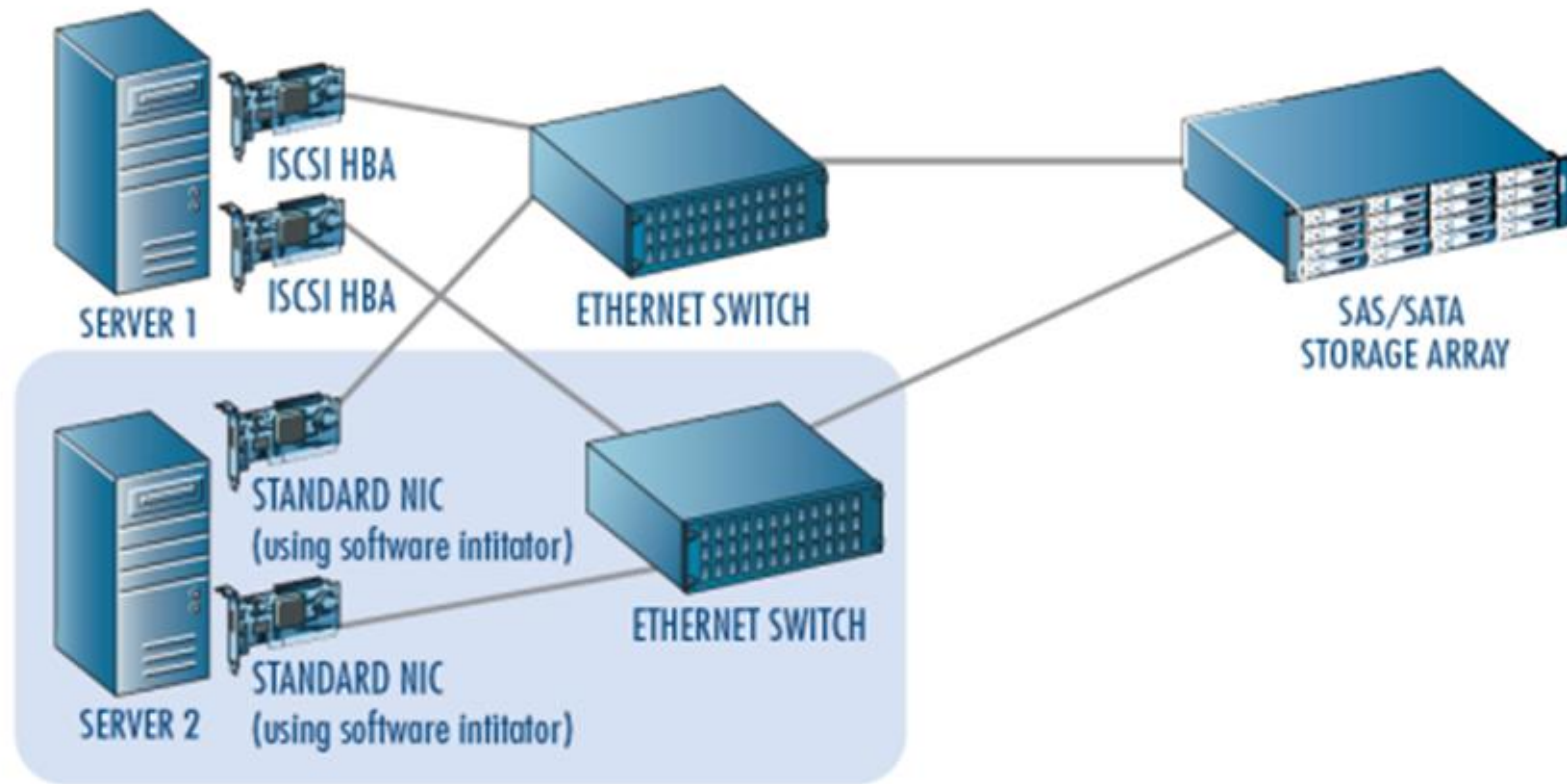 ISCSI HBA
ISCSI HBA
SERVER 1
ETHERNET SWITCH
SAS/SATA
STORAGE ARRAY
STANDARD NIC
(using software intitator)
ETHERNET SWITCH
STANDARD NIC
(using software intitator)
SERVER 2